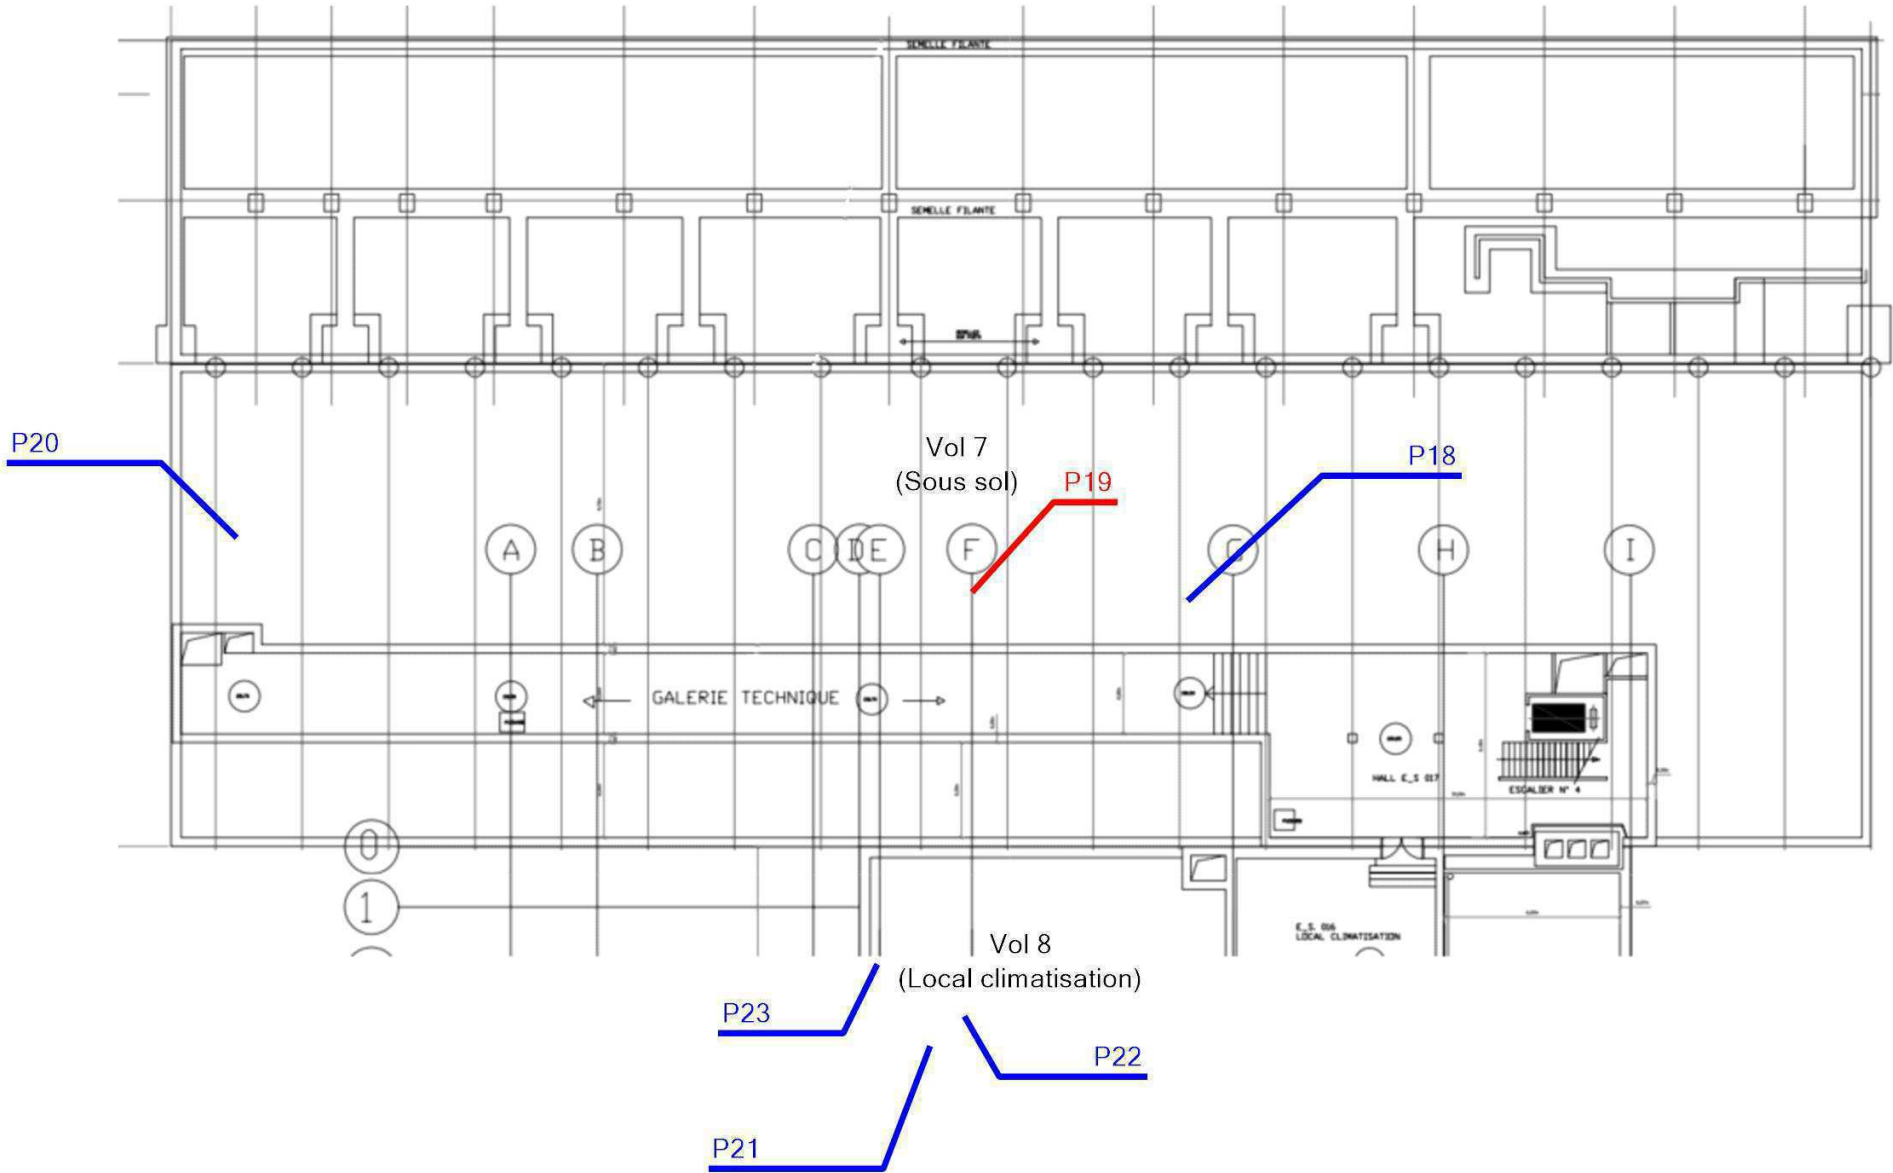 SEMELLE FILANTE
SEMELLE FILANTE
P20
Vol 7
(Sous sol)
P19
P18
A
B
C
D
E
F
G
H
I
GALERIE TECHNIQUE
HALL E_S 017
ESCALIER N° 4
0
1
E_S 016
LOCAL CLIMATISATION
Vol 8
(Local climatisation)
P23
P22
P21